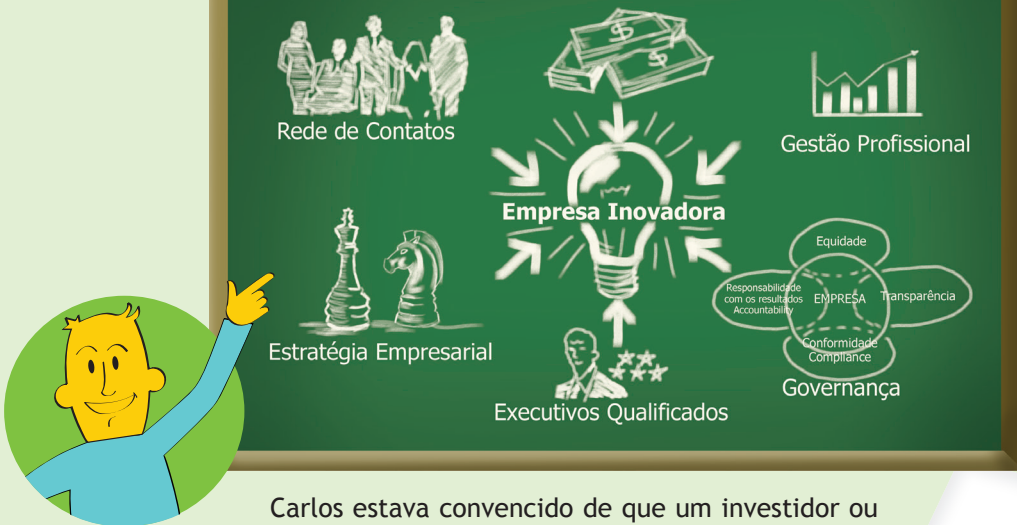 Rede de Contatos
Gestão Profissional
Empresa Inovadora
Estratégia Empresarial
Equidade
Responsabilidade
com os resultados
Accountability
EMPRESA
Transparência
Conformidade
Compliance
Governança
Executivos Qualificados
Carlos estava convencido de que um investidor ou